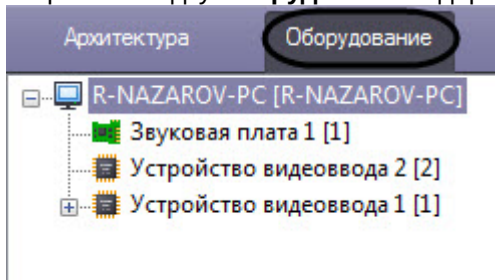 Архитектура Оборудование
R-NAZAROV-PC [R-NAZAROV-PC]
Звуковая плата 1 [1]
Устройство видеоввода 2 [2]
Устройство видеоввода 1 [1]